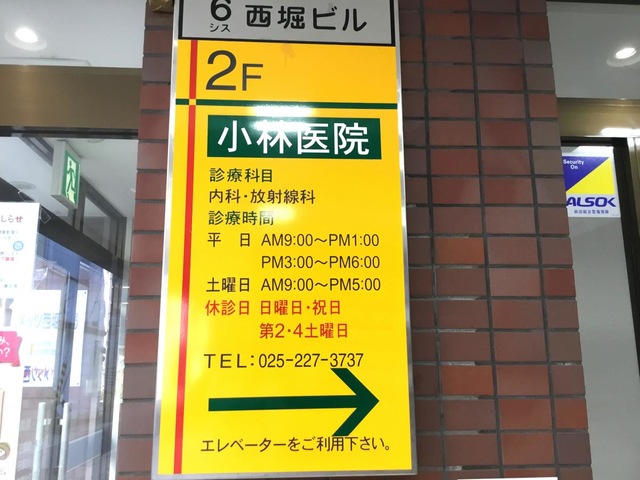 6
シス
西堀ビル
2F
小林医院
診療科目
内科・放射線科
診療時間
平 日 AM9:00～PM1:00
PM3:00～PM6:00
土曜日 AM9:00～PM5:00
休診日 日曜日・祝日
第2・4土曜日
TEL:025-227-3737
エレベーターをご利用下さい。
Security
On
ALSOK
らせ